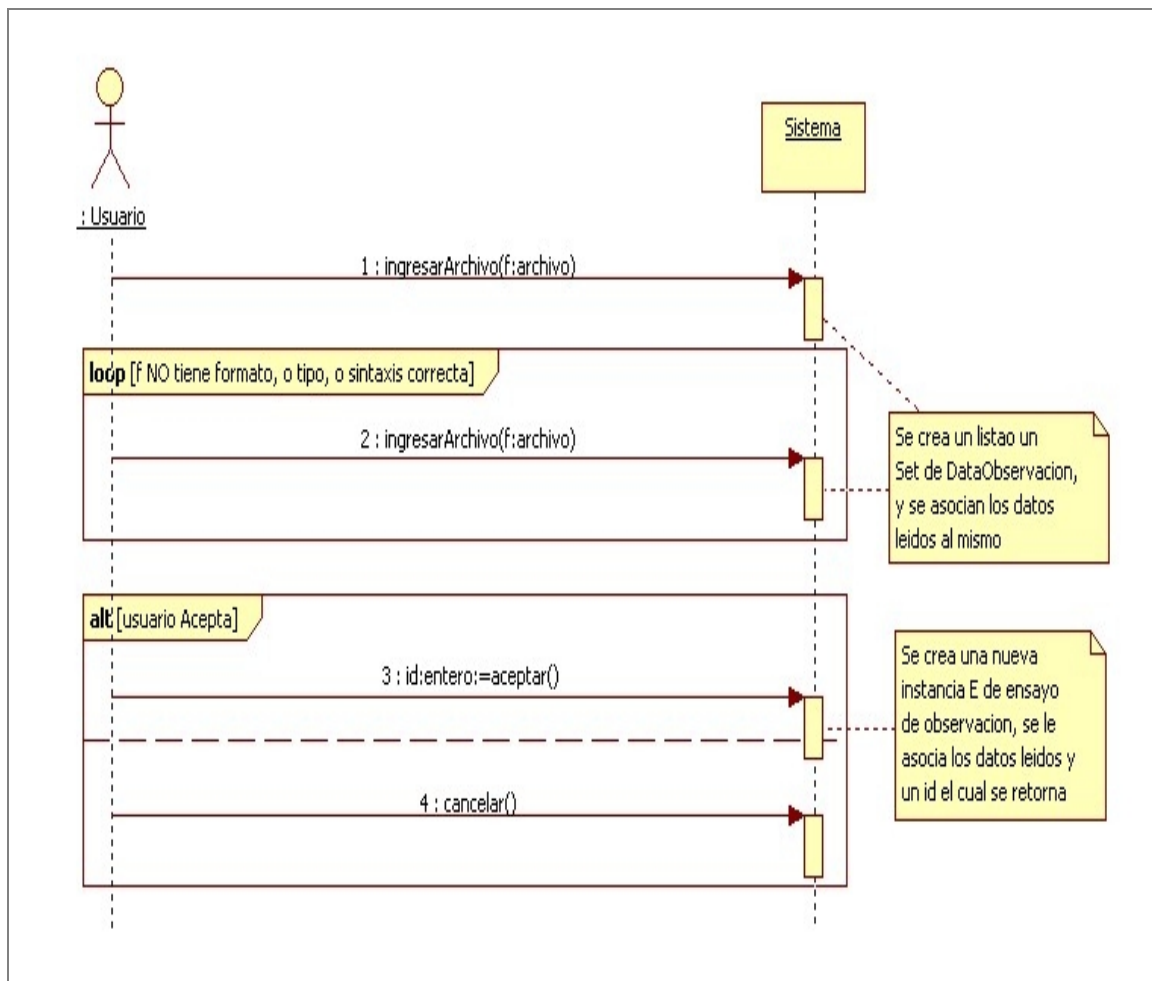 Sistema
: Usuario
1 : ingresarArchivo(f:archivo)
loop [f NO tiene formato, o tipo, o sintaxis correcta]
2 : ingresarArchivo(f:archivo)
Se crea un listao un
Set de DataObservacion,
y se asocian los datos
leidos al mismo
alt [usuario Acepta]
3 : id:entero:=aceptar()
Se crea una nueva
instancia E de ensayo
de observacion, se le
asocia los datos leidos y
un id el cual se retorna
4 : cancelar()